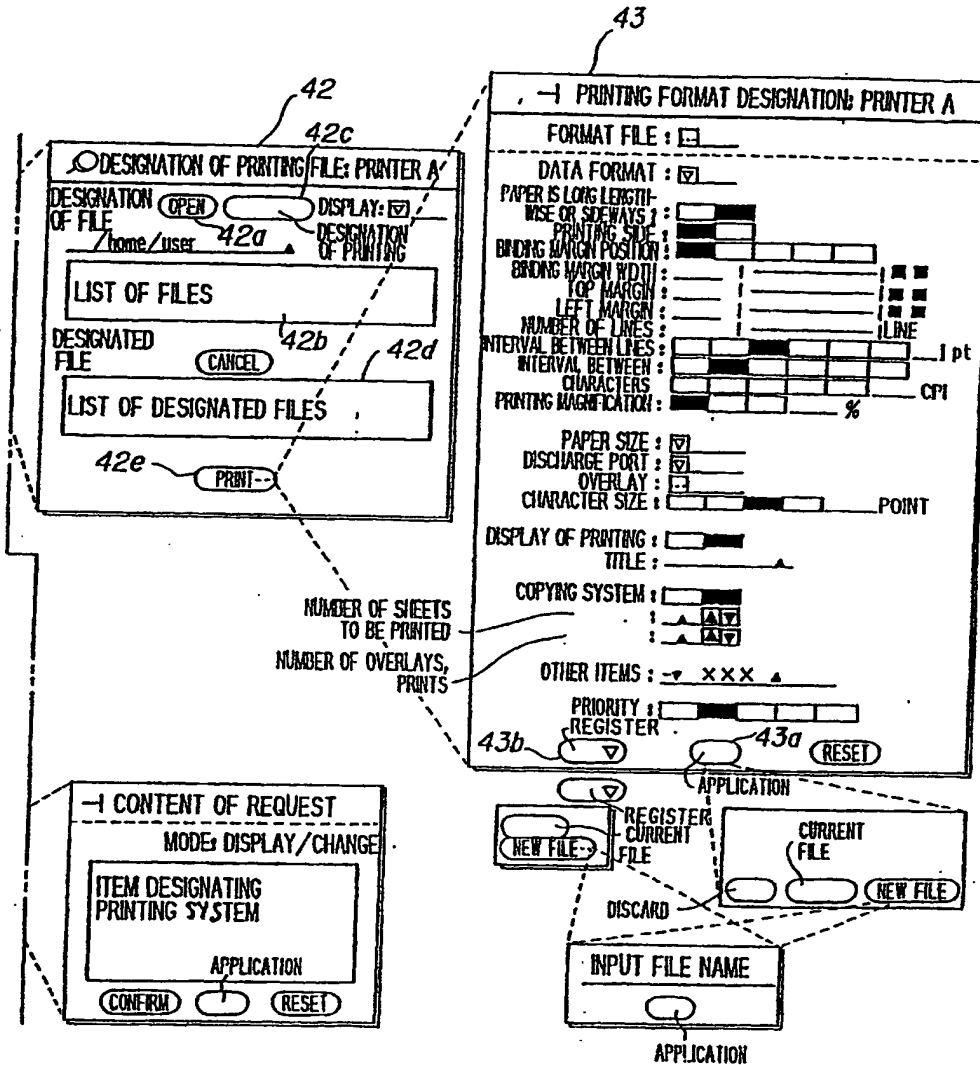 42
42c
DESIGNATION OF PRINTING FILE: PRINTER A
DESIGNATION OF FILE
OPEN
DISPLAY:
42a
DESIGNATION OF PRINTING
/home/user
LIST OF FILES
42b
42d
DESIGNATED FILE
CANCEL
LIST OF DESIGNATED FILES
42e
PRINT--
43
PRINTING FORMAT DESIGNATION: PRINTER A
FORMAT FILE :
DATA FORMAT :
PAPER IS LONG LENGTH-
WISE OR SIDEWAYS :
PRINTING SIDE :
BINDING MARGIN POSITION :
BINDING MARGIN WDTH :
TOP MARGIN :
LEFT MARGIN :
NUMBER OF LINES :
LINE
INTERVAL BETWEEN LINES :
1 pt
INTERVAL BETWEEN :
CHARACTERS
CPI
PRINTING MAGNIFICATION :
%
PAPER SIZE :
DISCHARGE PORT :
OVERLAY :
CHARACTER SIZE :
POINT
DISPLAY OF PRINTING :
TITLE :
COPYING SYSTEM :
NUMBER OF SHEETS
TO BE PRINTED
:
NUMBER OF OVERLAYS,
PRINTS
:
OTHER ITEMS : -▾ XXX ▴
PRIORITY :
REGISTER
43b
43a
RESET
APPLICATION
REGISTER
CURRENT
FILE
NEW FILE--
CURRENT
FILE
DISCARD
NEW FILE
INPUT FILE NAME
APPLICATION
CONTENT OF REQUEST
MODE: DISPLAY/CHANGE
ITEM DESIGNATING
PRINTING SYSTEM
APPLICATION
CONFIRM
RESET